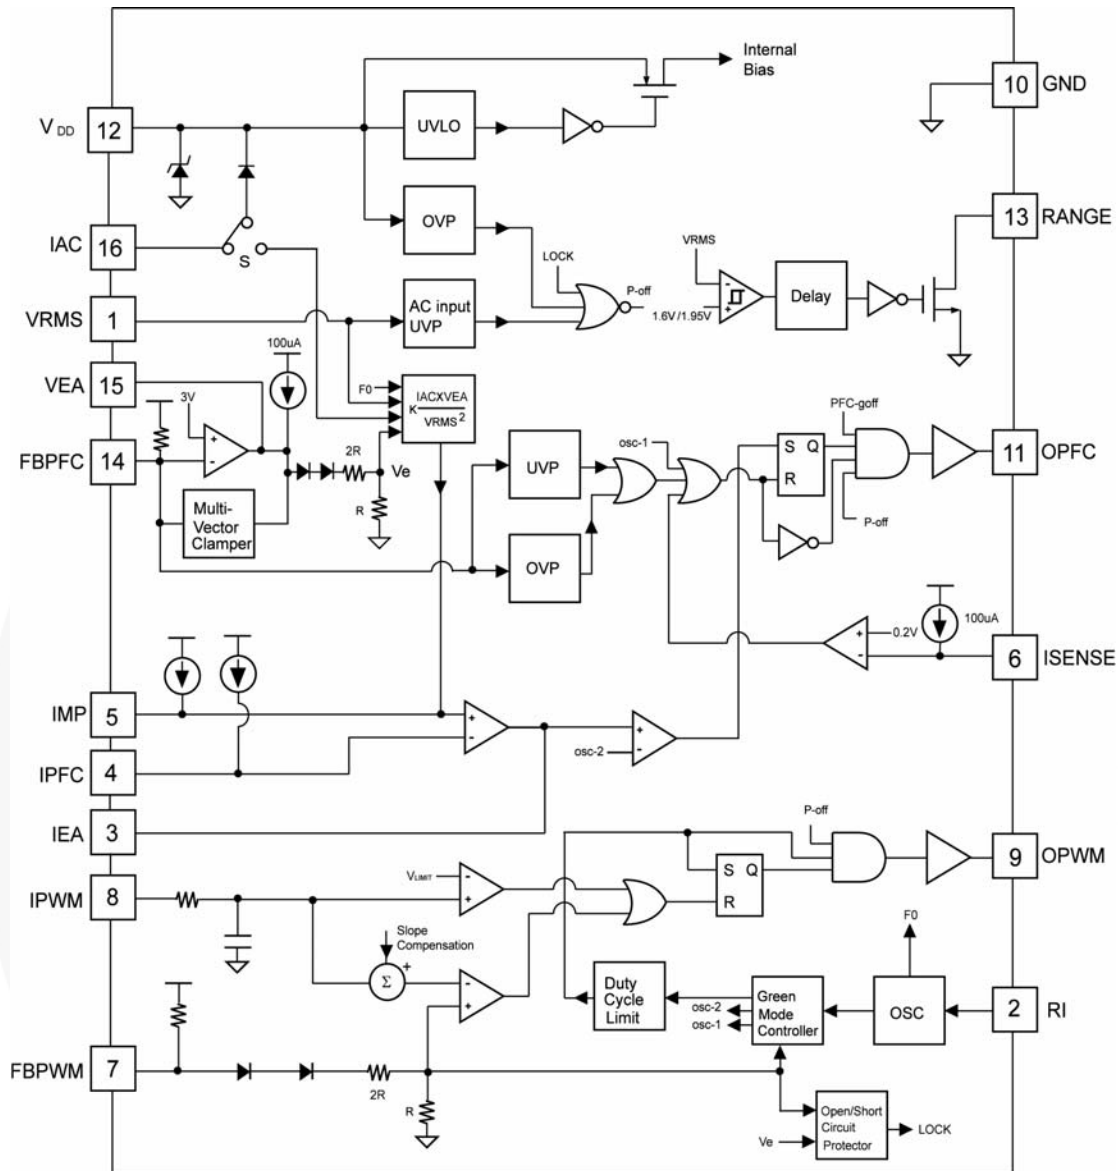 Internal
Bias
V DD
12
UVLO
10
GND
OVP
13
RANGE
IAC
16
S
LOCK
VRMS
P-off
Delay
1.6V/1.95V
VRMS
1
AC input
UVP
100uA
VEA
15
F0
K IACXVEA
VRMS 2
PFC-goff
3V
+
-
2R
Ve
FBPFC
14
R
Multi-
Vector
Clamper
UVP
OVP
osc-1
S Q
R
P-off
11
OPFC
100uA
0.2V
+
-
6
ISENSE
IMP
5
+
-
+
-
osc-2
IPFC
4
IEA
3
P-off
9
OPWM
IPWM
8
VLIMIT
-
+
S Q
R
Slope
Compensation
+
Σ
-
+
F0
Duty
Cycle
Limit
osc-2
osc-1
Green
Mode
Controller
OSC
2
RI
FBPWM
7
2R
R
Open/Short
Circuit
Protector
Ve
LOCK